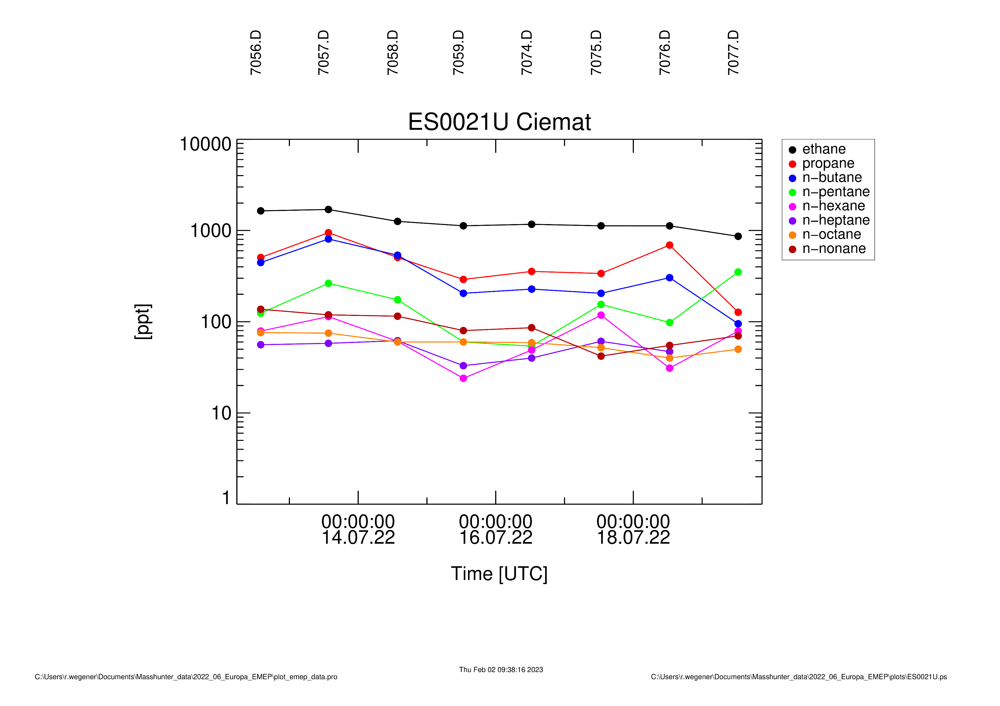 7056.D
7057.D
7058.D
7059.D
7074.D
7075.D
7076.D
7077.D
ES0021U Ciemat
10000
1000
100
10
1
[ppt]
ethane
propane
n−butane
n−pentane
n−hexane
n−heptane
n−octane
n−nonane
00:00:00
14.07.22
00:00:00
16.07.22
00:00:00
18.07.22
Time [UTC]
Thu Feb 02 09:38:16 2023
C:\Users\r.wegener\Documents\Masshunter_data\2022_06_Europa_EMEP\plot_emep_data.pro
C:\Users\r.wegener\Documents\Masshunter_data\2022_06_Europa_EMEP\plots\ES0021U.ps